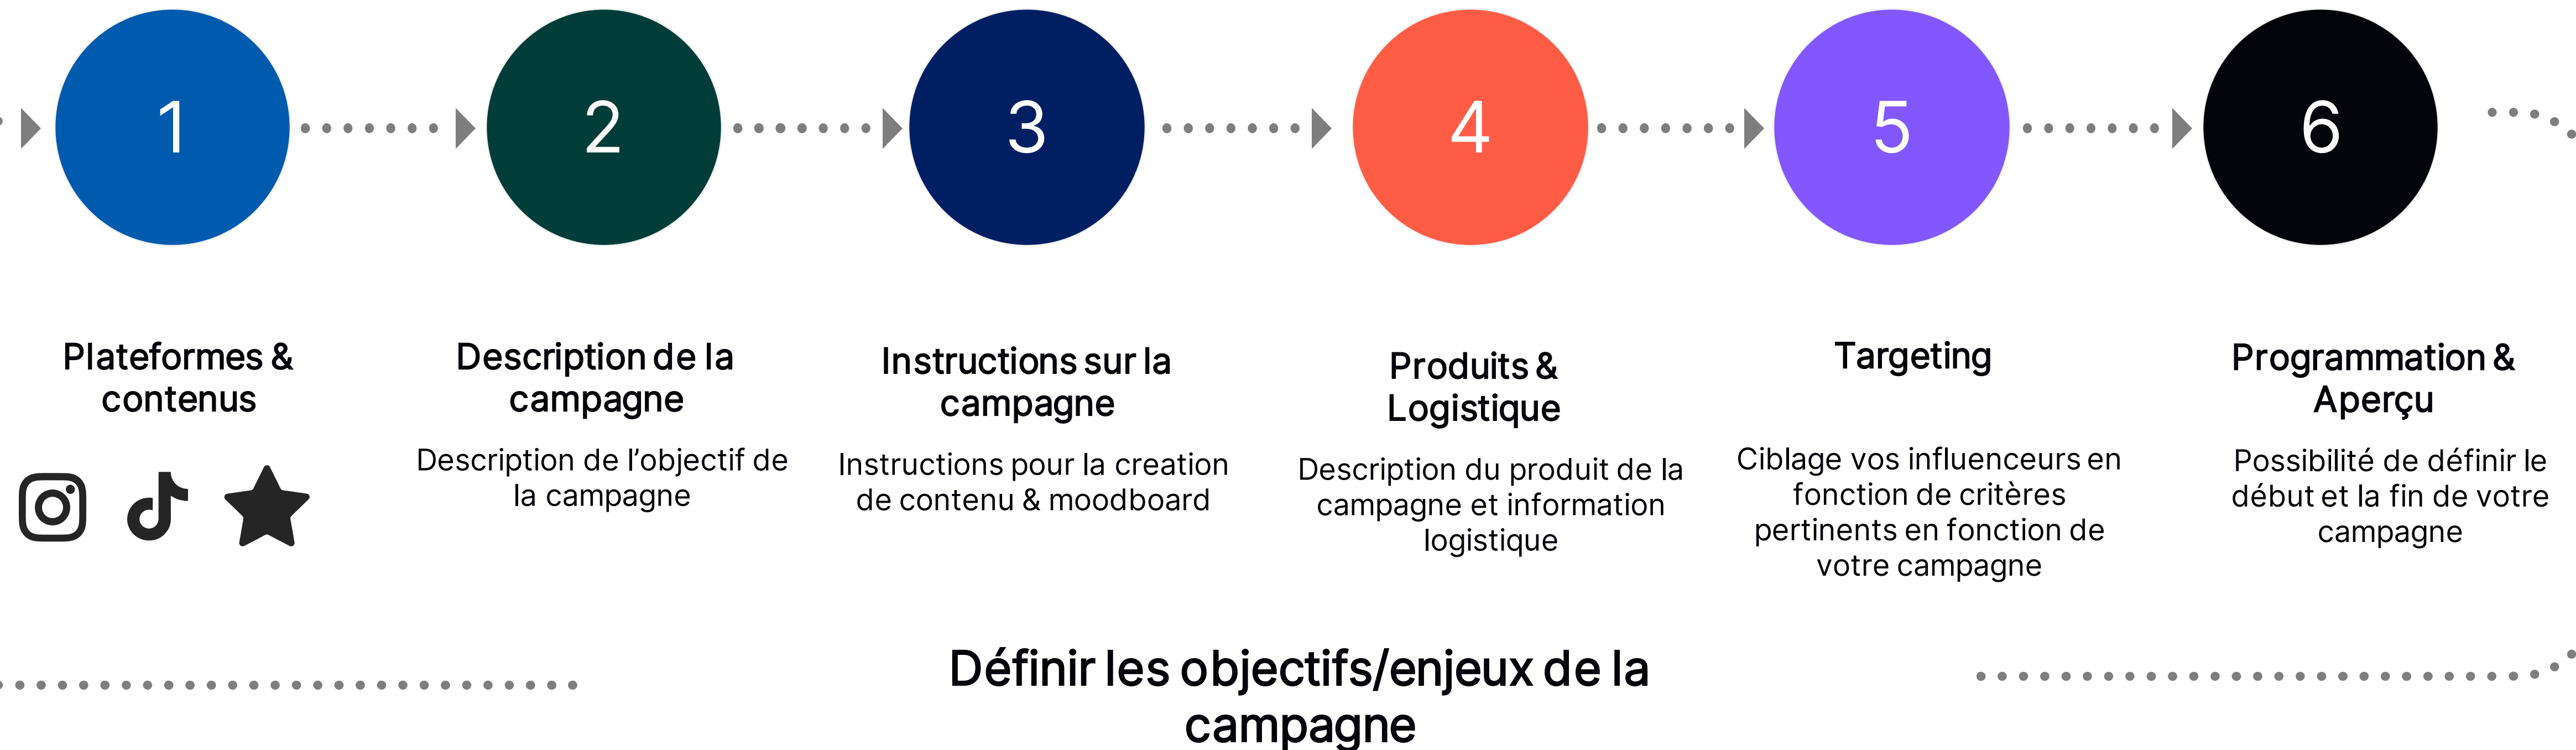 1
2
3
4
5
6
Plateformes &
contenus
Description de la
campagne
Description de l’objectif de
la campagne
Instructions sur la
campagne
Instructions pour la creation
de contenu & moodboard
Produits &
Logistique
Description du produit de la
campagne et information
logistique
Targeting
Ciblage vos influenceurs en
fonction de critères
pertinents en fonction de
votre campagne
Programmation &
Aperçu
Possibilité de définir le
début et la fin de votre
campagne
Définir les objectifs/enjeux de la
campagne